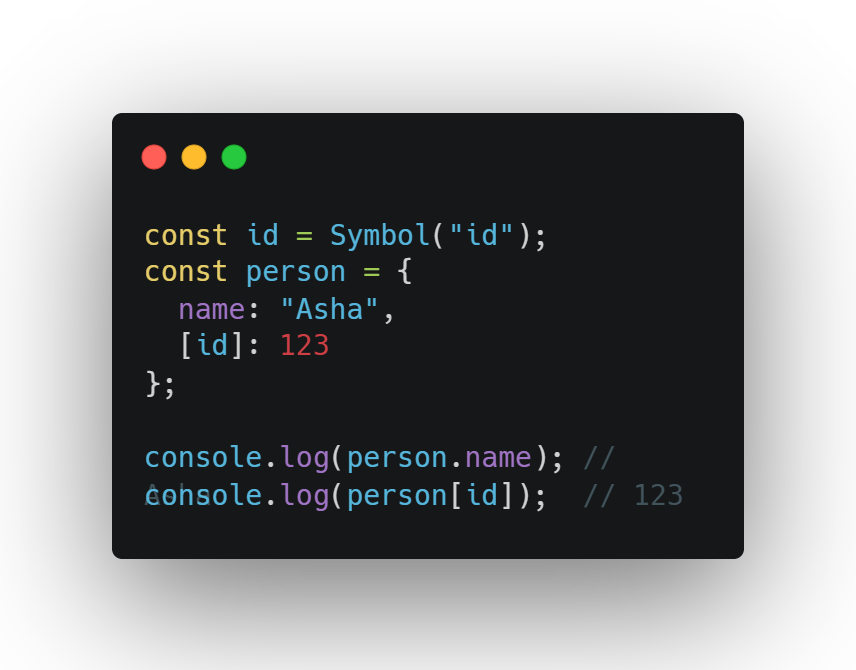 const id = Symbol("id");
const person = {
  name: "Asha",
  [id]: 123
};
console.log(person.name); //
Asha
console.log(person[id]);  // 123